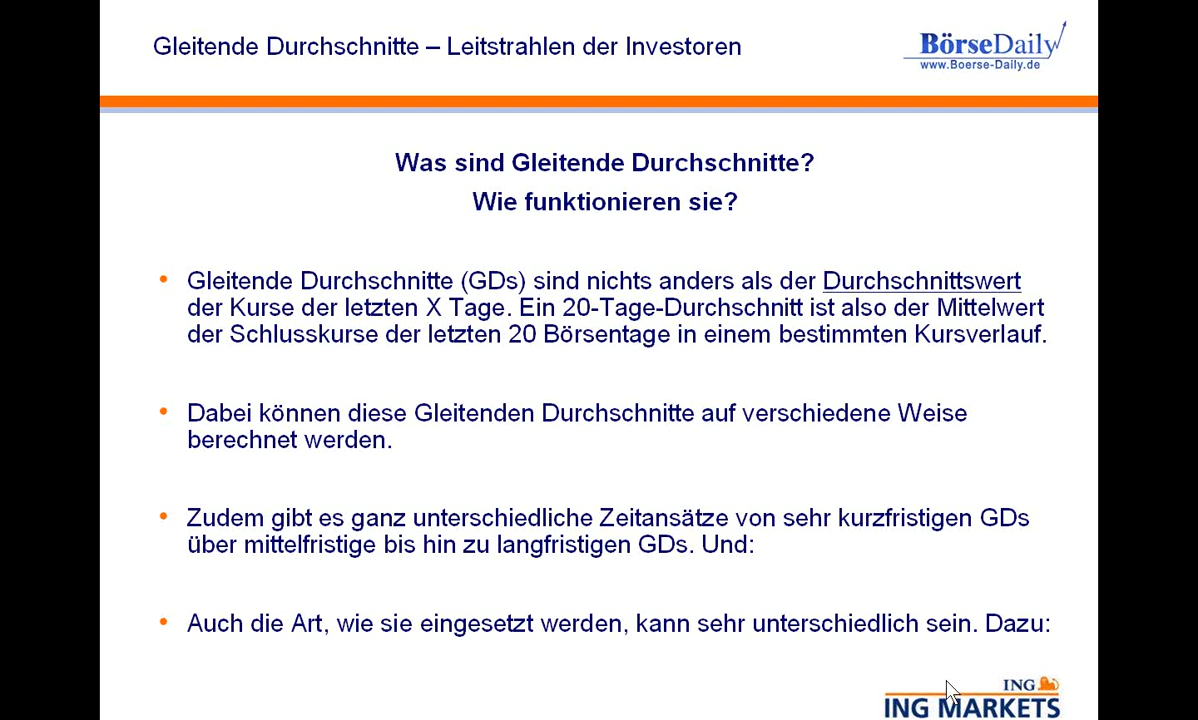 Gleitende Durchschnitte – Leitstrahlen der Investoren
BörseDaily
www.Boerse-Daily.de
Was sind Gleitende Durchschnitte?
Wie funktionieren sie?
• Gleitende Durchschnitte (GDs) sind nichts anders als der Durchschnittswert
der Kurse der letzten X Tage. Ein 20-Tage-Durchschnitt ist also der Mittelwert
der Schlusskurse der letzten 20 Börsentage in einem bestimmten Kursverlauf.
• Dabei können diese Gleitenden Durchschnitte auf verschiedene Weise
berechnet werden.
• Zudem gibt es ganz unterschiedliche Zeitansätze von sehr kurzfristigen GDs
über mittelfristige bis hin zu langfristigen GDs. Und:
• Auch die Art, wie sie eingesetzt werden, kann sehr unterschiedlich sein. Dazu:
ING
ING MARKETS